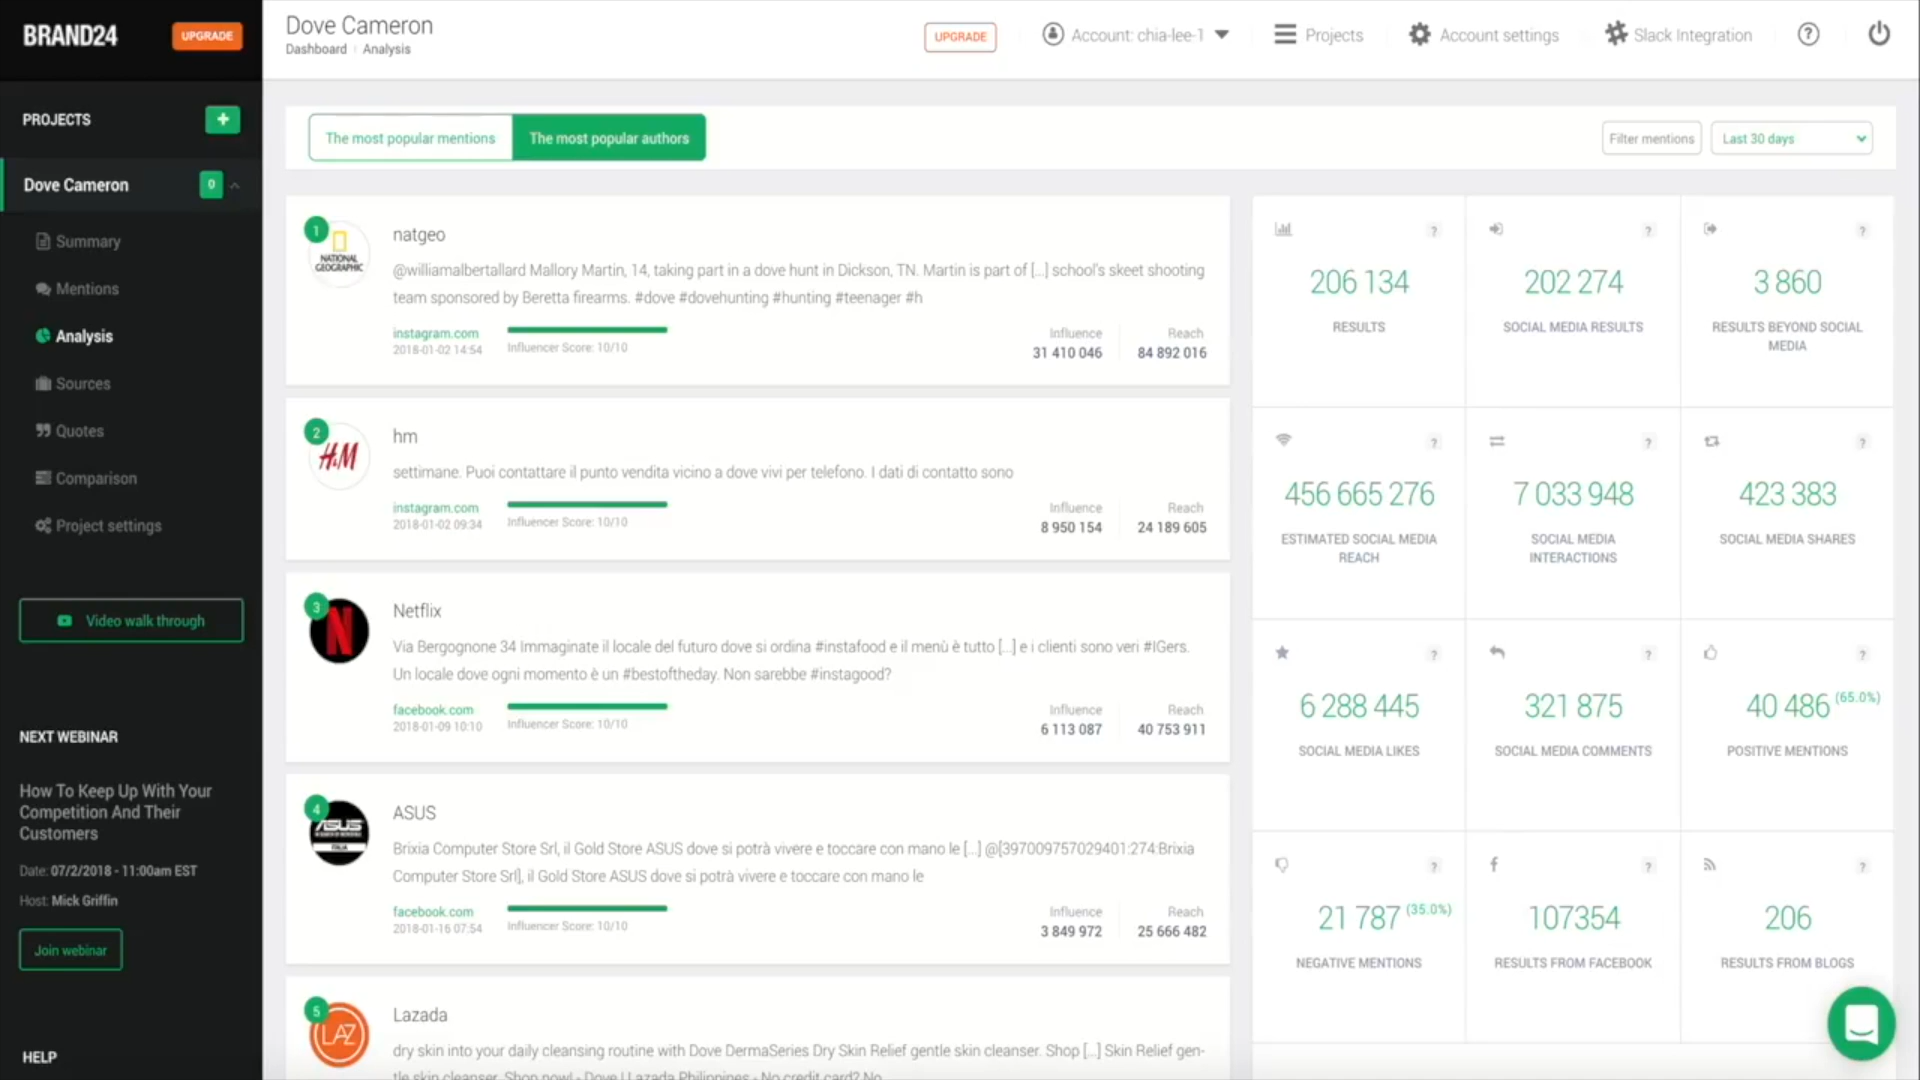 BRAND24
UPGRADE
Dove Cameron
Dashboard
Analysis
UPGRADE
Account: chia-lee-1
Projects
Account settings
Slack Integration
?
PROJECTS
+
Dove Cameron
0
Summary
Mentions
Analysis
Sources
Quotes
Comparison
Project settings
Video walk through
NEXT WEBINAR
How To Keep Up With Your
Competition And Their
Customers
Date: 07/2/2018 - 11:00am EST
Host: Mick Griffin
Join webinar
HELP
The most popular mentions
The most popular authors
Filter mentions
Last 30 days
1
NATIONAL
GEOGRAPHIC
natgeo
@williamalbertallard Mallory Martin, 14, taking part in a dove hunt in Dickson, TN. Martin is part of [...] school's skeet shooting
team sponsored by Beretta firearms. #dove #dovehunting #hunting #teenager #h
instagram.com
2018-01-02 14:54
Influencer Score: 10/10
Influence
31 410 046
Reach
84 892 016
2
H&M
hm
settimane. Puoi contattare il punto vendita vicino a dove vivi per telefono. I dati di contatto sono
instagram.com
2018-01-02 09:34
Influencer Score: 10/10
Influence
8 950 154
Reach
24 189 605
3
N
Netflix
Via Bergognone 34 Immaginate il locale del futuro dove si ordina #instafood e il menù è tutto [...] e i clienti sono veri #IGers.
Un locale dove ogni momento è un #bestoftheday. Non sarebbe #instagood?
facebook.com
2018-01-09 10:10
Influencer Score: 10/10
Influence
6 113 087
Reach
40 753 911
4
ASUS
ITALIA
ASUS
Brixia Computer Store Srl, il Gold Store ASUS dove si potrà vivere e toccare con mano le [...] @[397009757029401:274:Brixia
Computer Store Srl], il Gold Store ASUS dove si potrà vivere e toccare con mano le
facebook.com
2018-01-16 07:54
Influencer Score: 10/10
Influence
3 849 972
Reach
25 666 482
5
LAZ
Lazada
dry skin into your daily cleansing routine with Dove DermaSeries Dry Skin Relief gentle skin cleanser. Shop [...] Skin Relief gen-
tle skin cleanser. Shop now! - Dove | Lazada Philippines - No credit card? No
?
206 134
RESULTS
?
202 274
SOCIAL MEDIA RESULTS
?
3 860
RESULTS BEYOND SOCIAL
MEDIA
?
456 665 276
ESTIMATED SOCIAL MEDIA
REACH
?
7 033 948
SOCIAL MEDIA
INTERACTIONS
?
423 383
SOCIAL MEDIA SHARES
?
6 288 445
SOCIAL MEDIA LIKES
?
321 875
SOCIAL MEDIA COMMENTS
?
40 486 (65.0%)
POSITIVE MENTIONS
?
21 787 (35.0%)
NEGATIVE MENTIONS
?
107354
RESULTS FROM FACEBOOK
?
206
RESULTS FROM BLOGS